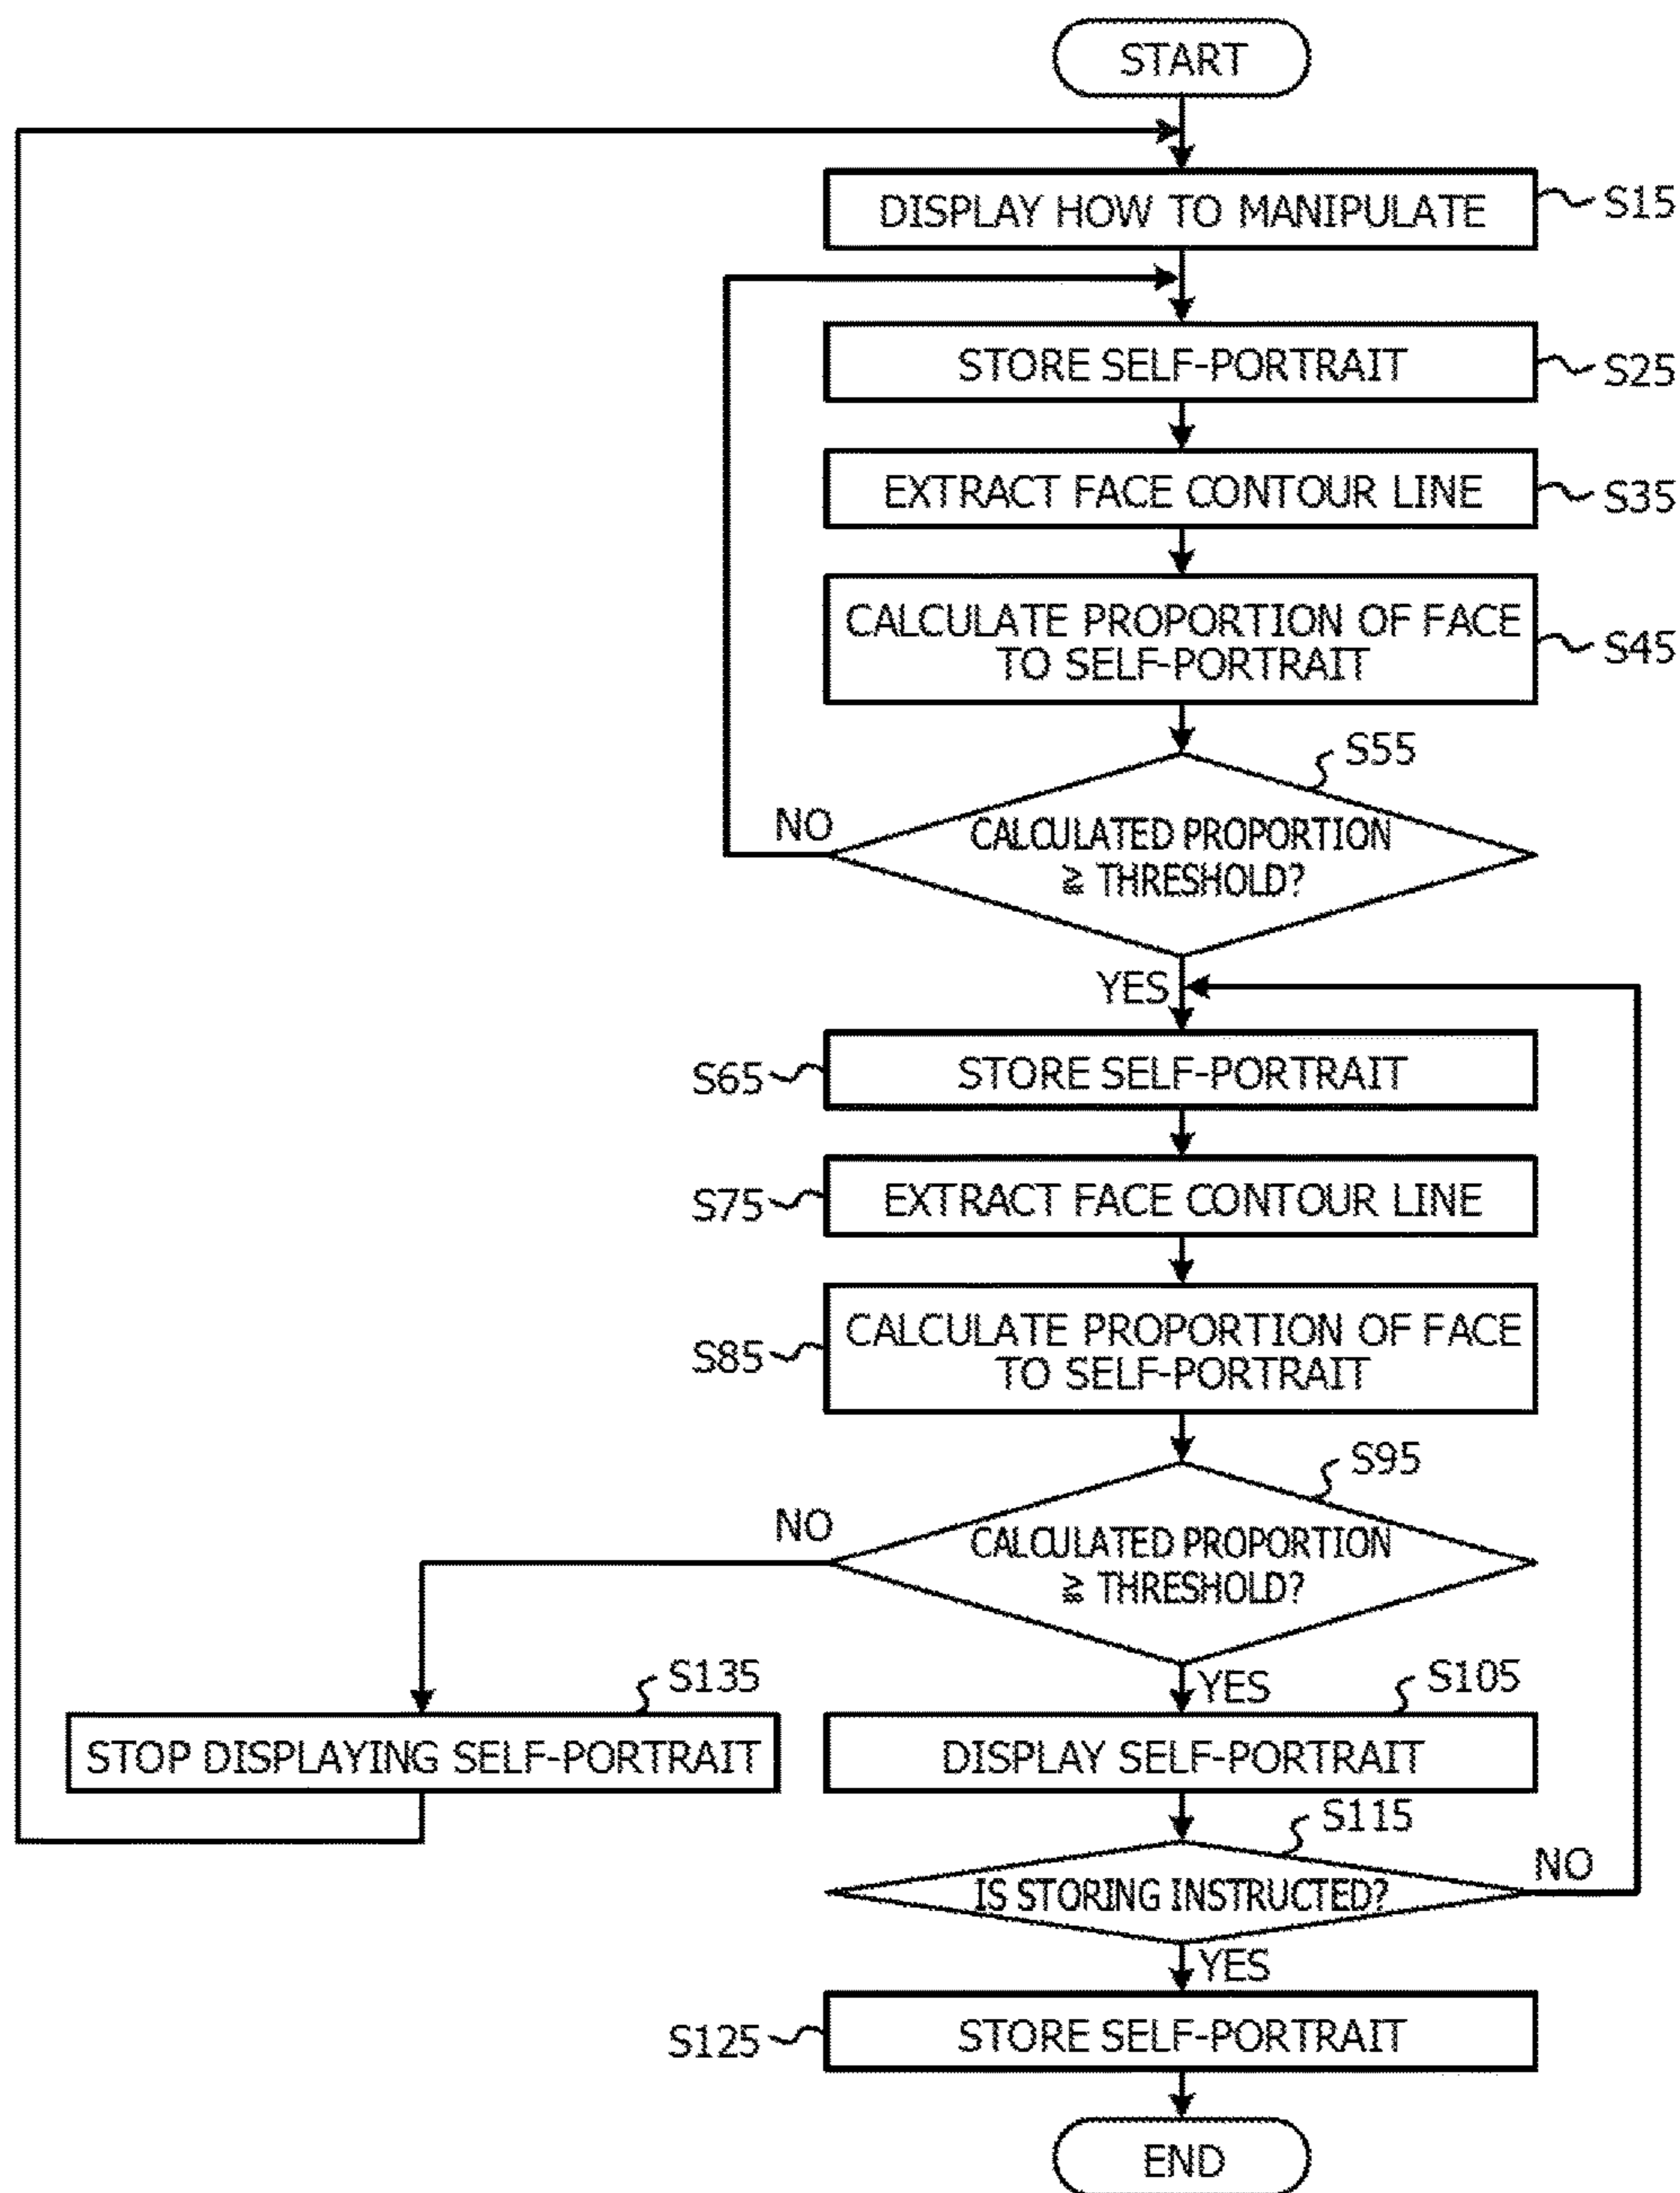 START
DISPLAY HOW TO MANIPULATE
S15
STORE SELF-PORTRAIT
S25
EXTRACT FACE CONTOUR LINE
S35
CALCULATE PROPORTION OF FACE
TO SELF-PORTRAIT
S45
S55
NO
CALCULATED PROPORTION
≧ THRESHOLD?
YES
S65
STORE SELF-PORTRAIT
S75
EXTRACT FACE CONTOUR LINE
S85
CALCULATE PROPORTION OF FACE
TO SELF-PORTRAIT
S95
NO
CALCULATED PROPORTION
≧ THRESHOLD?
S135
YES
S105
STOP DISPLAYING SELF-PORTRAIT
DISPLAY SELF-PORTRAIT
S115
NO
IS STORING INSTRUCTED?
YES
S125
STORE SELF-PORTRAIT
END